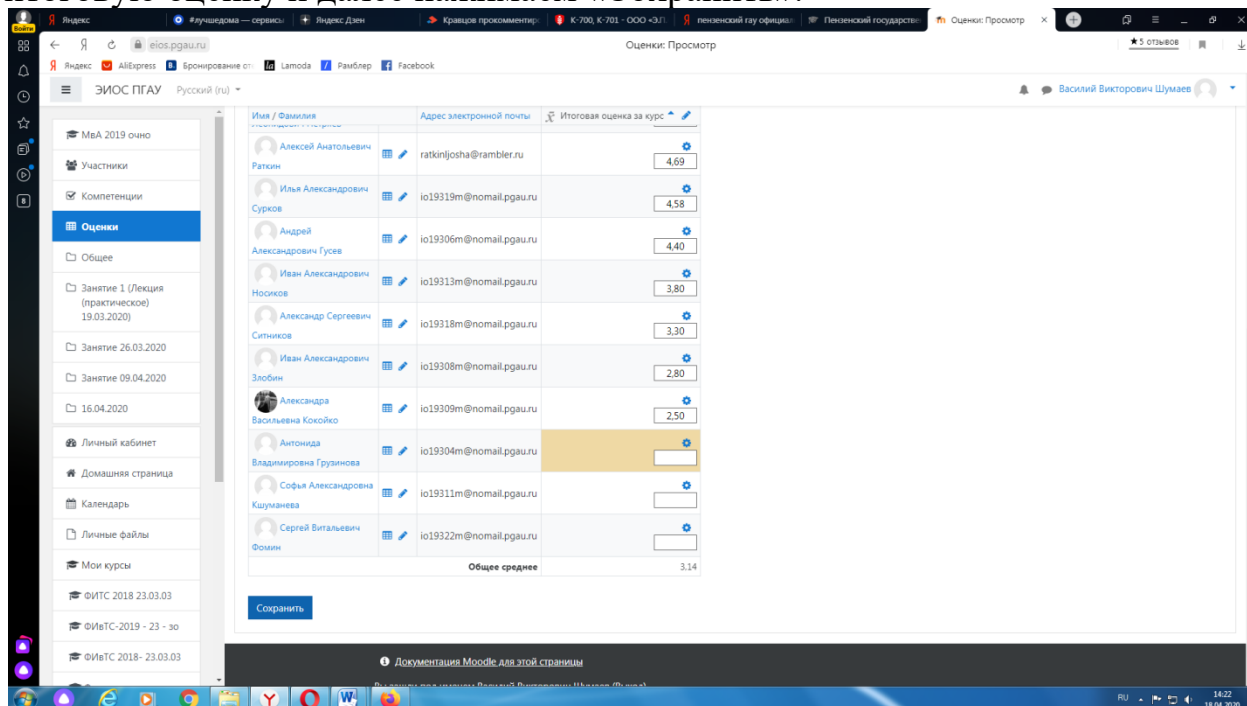 Яндекс
#лучшедома — сервисы
Яндекс Дзен
Кравцов прокомментир
К-700, К-701 - ООО «Э.П.
пензенский гау официал
Пензенский государстве
Оценки: Просмотр
Войти
eios.pgau.ru
Оценки: Просмотр
★ 5 отзывов
Яндекс
AliExpress
Бронирование от
Lamoda
Рамблер
Facebook
ЭИОС ПГАУ
Русский (ru)
Василий Викторович Шумаев
МвА 2019 очно
Участники
Компетенции
Оценки
Общее
Занятие 1 (Лекция
(практическое)
19.03.2020)
Занятие 26.03.2020
Занятие 09.04.2020
16.04.2020
Личный кабинет
Домашняя страница
Календарь
Личные файлы
Мои курсы
ФИТС 2018 23.03.03
ФИвТС-2019 - 23 - зо
ФИвТС 2018- 23.03.03
Имя / Фамилия
Адрес электронной почты
Итоговая оценка за курс
Алексей Анатольевич
Раткин
ratkinljosha@rambler.ru
4,69
Илья Александрович
Сурков
io19319m@nomail.pgau.ru
4,58
Андрей
Александрович Гусев
io19306m@nomail.pgau.ru
4,40
Иван Александрович
Носиков
io19313m@nomail.pgau.ru
3,80
Александр Сергеевич
Ситников
io19318m@nomail.pgau.ru
3,30
Иван Александрович
Злобин
io19308m@nomail.pgau.ru
2,80
Александра
Васильевна Кокойко
io19309m@nomail.pgau.ru
2,50
Антонида
Владимировна Грузинова
io19304m@nomail.pgau.ru
Софья Александровна
Кшуманева
io19311m@nomail.pgau.ru
Сергей Витальевич
Фомин
io19322m@nomail.pgau.ru
Общее среднее
3,14
Сохранить
Документация Moodle для этой страницы
RU
14:22
18.04.2020